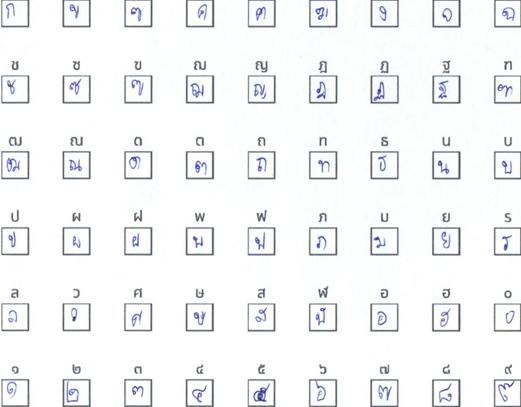 ก ข ฃ ค ฅ ฆ ง จ ฉ
ช ซ ฃ ฌ ญ ฎ ฏ ฐ ฑ
ช ซ ฃ ฌ ญ ฎ ฏ ฐ ฑ
ฒ ณ ด ต ถ ท ธ น บ
ฒ ณ ด ต ถ ท ธ น บ
ป ผ ฝ พ ฟ ภ ม ย ร
ป ผ ฝ พ ฟ ภ ม ย ร
ล ว ศ ษ ส ฬ อ ฮ ๐
ล ว ศ ษ ส ฬ อ ฮ ๐
๑ ๒ ๓ ๔ ๕ ๖ ๗ ๘ ๙
๑ ๒ ๓ ๔ ๕ ๖ ๗ ๘ ๙